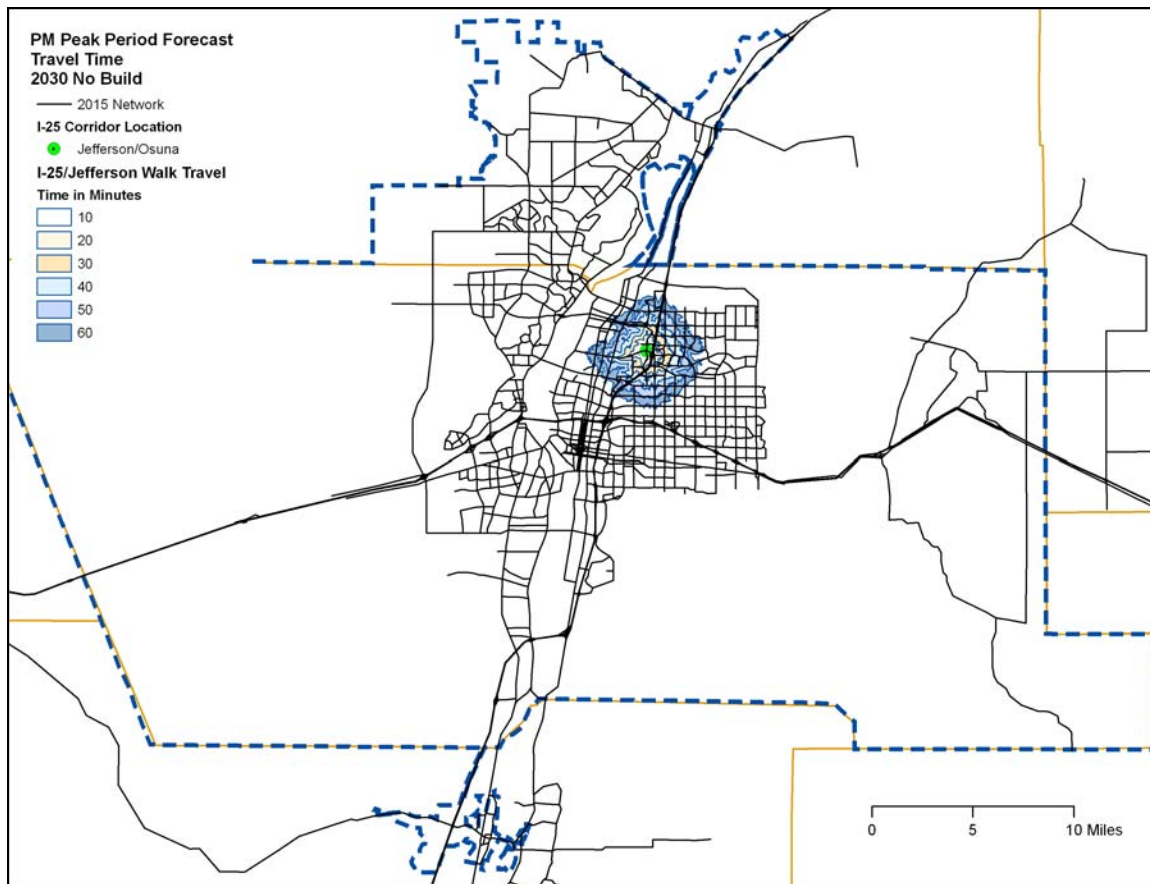 PM Peak Period Forecast
Travel Time
2030 No Build
2015 Network
I-25 Corridor Location
Jefferson/Osuna
I-25/Jefferson Walk Travel
Time in Minutes
10
20
30
40
50
60
0 5 10 Miles